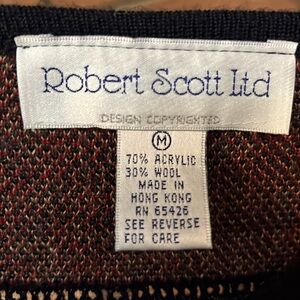 Robert Scott Ltd
DESIGN COPYRIGHTED
M
70% ACRYLIC
30% WOOL
MADE IN
HONG KONG
RN 65426
SEE REVERSE
FOR CARE